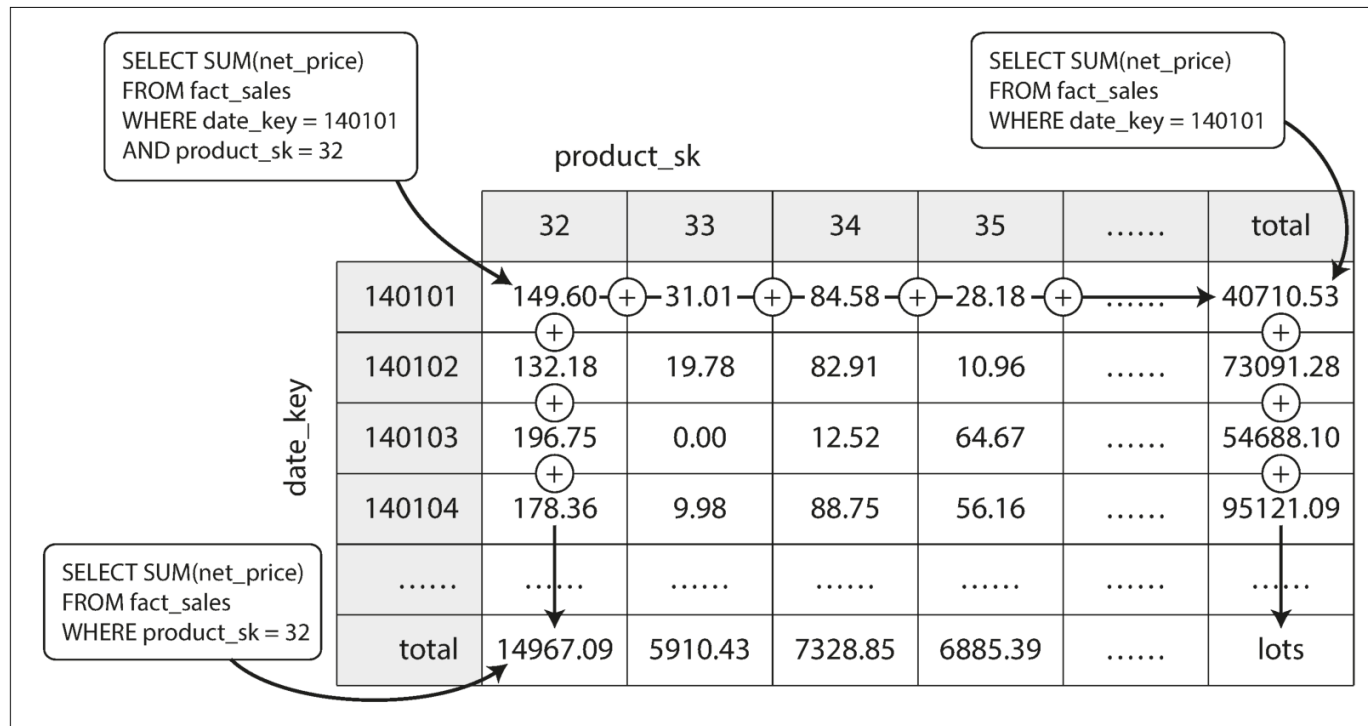 SELECT SUM(net_price)
FROM fact_sales
WHERE date_key = 140101
AND product_sk = 32
SELECT SUM(net_price)
FROM fact_sales
WHERE date_key = 140101
product_sk
32 33 34 35 ...... total
date_key
140101 149.60 + 31.01 + 84.58 + 28.18 + ...... 40710.53
+ +
140102 132.18 19.78 82.91 10.96 ...... 73091.28
+ +
140103 196.75 0.00 12.52 64.67 ...... 54688.10
+ +
140104 178.36 9.98 88.75 56.16 ...... 95121.09
...... ...... ...... ...... ...... ...... ......
total 14967.09 5910.43 7328.85 6885.39 ...... lots
SELECT SUM(net_price)
FROM fact_sales
WHERE product_sk = 32